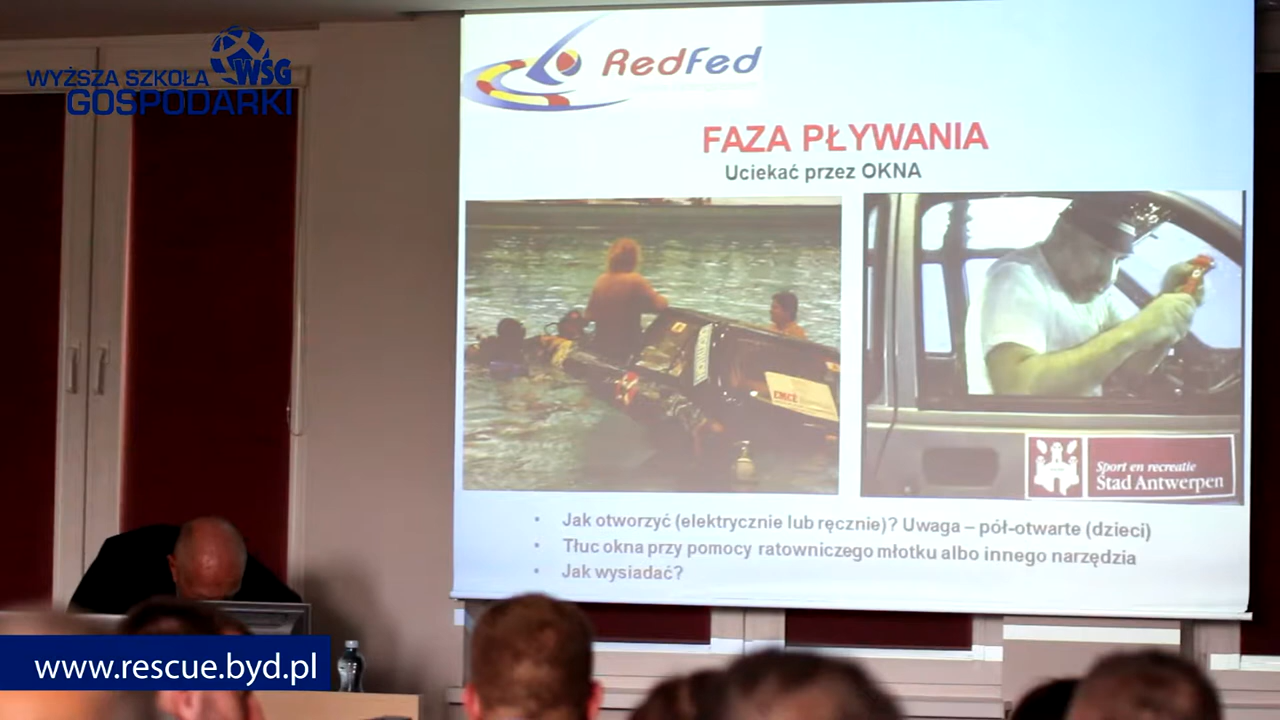 WYŻSZA SZKOŁA
WSG
GOSPODARKI
RedFed
FAZA PŁYWANIA
Uciekać przez OKNA
Sport en recreatie
Stad Antwerpen
• Jak otworzyć (elektrycznie lub ręcznie)? Uwaga – pół-otwarte (dzieci)
• Tłuc okna przy pomocy ratowniczego młotku albo innego narzędzia
• Jak wysiadać?
www.rescue.byd.pl